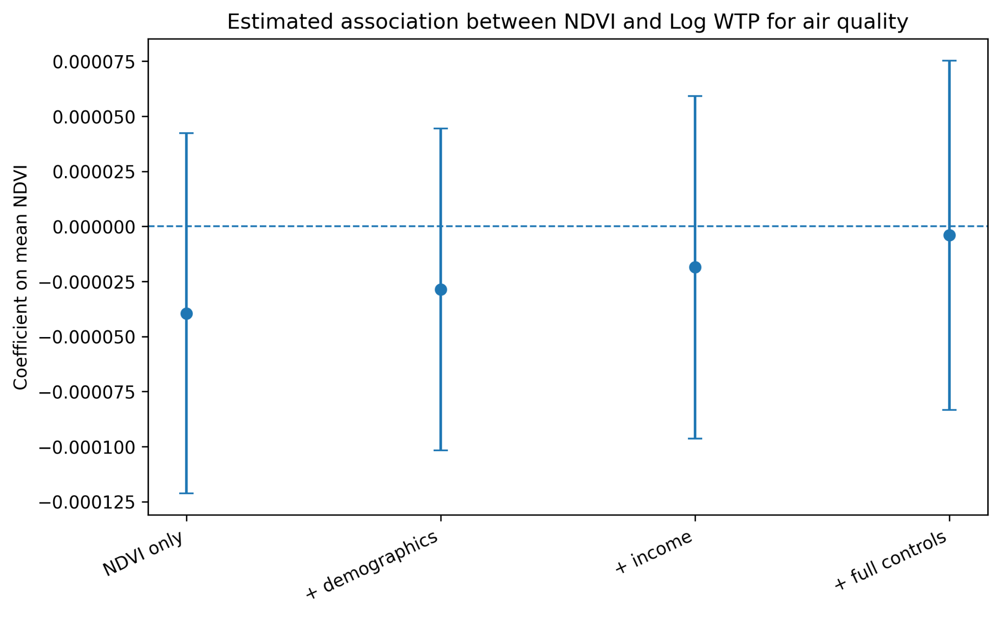 Estimated association between NDVI and Log WTP for air quality
Coefficient on mean NDVI
0.000075
0.000050
0.000025
0.000000
−0.000025
−0.000050
−0.000075
−0.000100
−0.000125
NDVI only
+ demographics
+ income
+ full controls